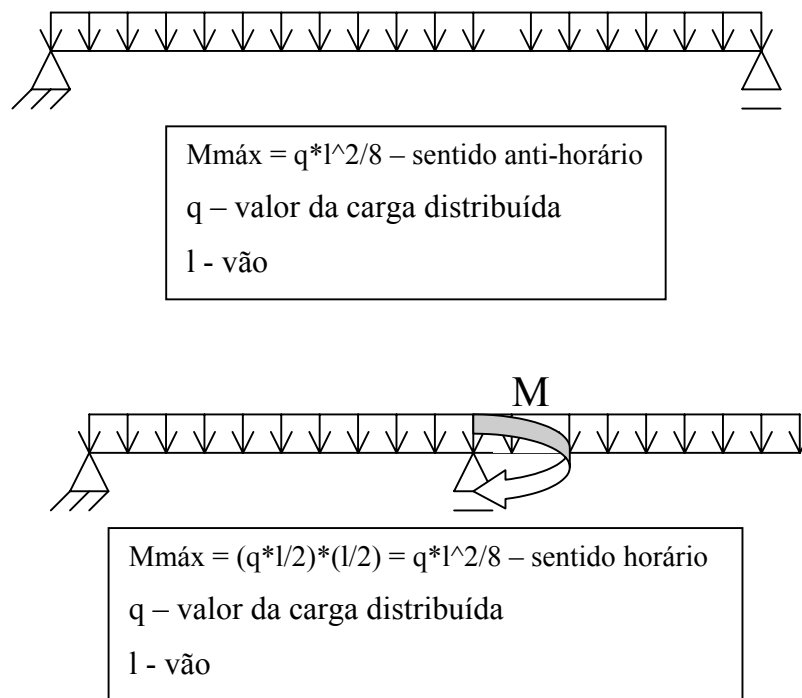 Mmáx = q*l^2/8 – sentido anti-horário
q – valor da carga distribuída
l - vão
M
Mmáx = (q*l/2)*(l/2) = q*l^2/8 – sentido horário
q – valor da carga distribuída
l - vão